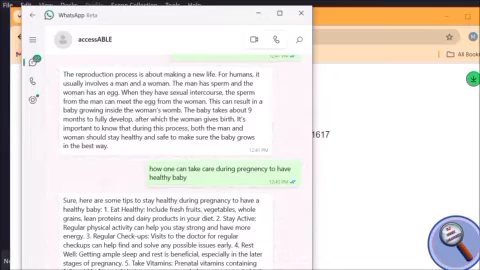 WhatsApp Beta
All Book
accessABLE
12:41 PM
The reproduction process is about making a new life. For humans, it
usually involves a man and a woman. The man has sperm and the
woman has an egg. When they have sexual intercourse, the sperm
from the man can meet the egg from the woman. This can result in a
baby growing inside the woman's womb. The baby takes about 9
months to fully develop, after which the woman gives birth. It's
important to know that during this process, both the man and
woman should stay healthy and safe to make sure the baby grows
in the best way.
12:41 PM
1617
how one can take care during pregnency to have
healthy baby
12:43 PM
Sure, here are some tips to stay healthy during pregnancy to have a
healthy baby: 1. Eat Healthy: Include fresh fruits, vegetables, whole
grains, lean proteins and dairy products in your diet. 2. Stay Active:
Regular physical activity can help you stay strong and have more
energy. 3. Regular Check-ups: Visits to the doctor for regular
checkups can help find and solve any possible issues early. 4. Rest
Well: Getting ample sleep and rest is beneficial, especially in the later
stages of pregnancy. 5. Take Vitamins: Prenatal vitamins containing